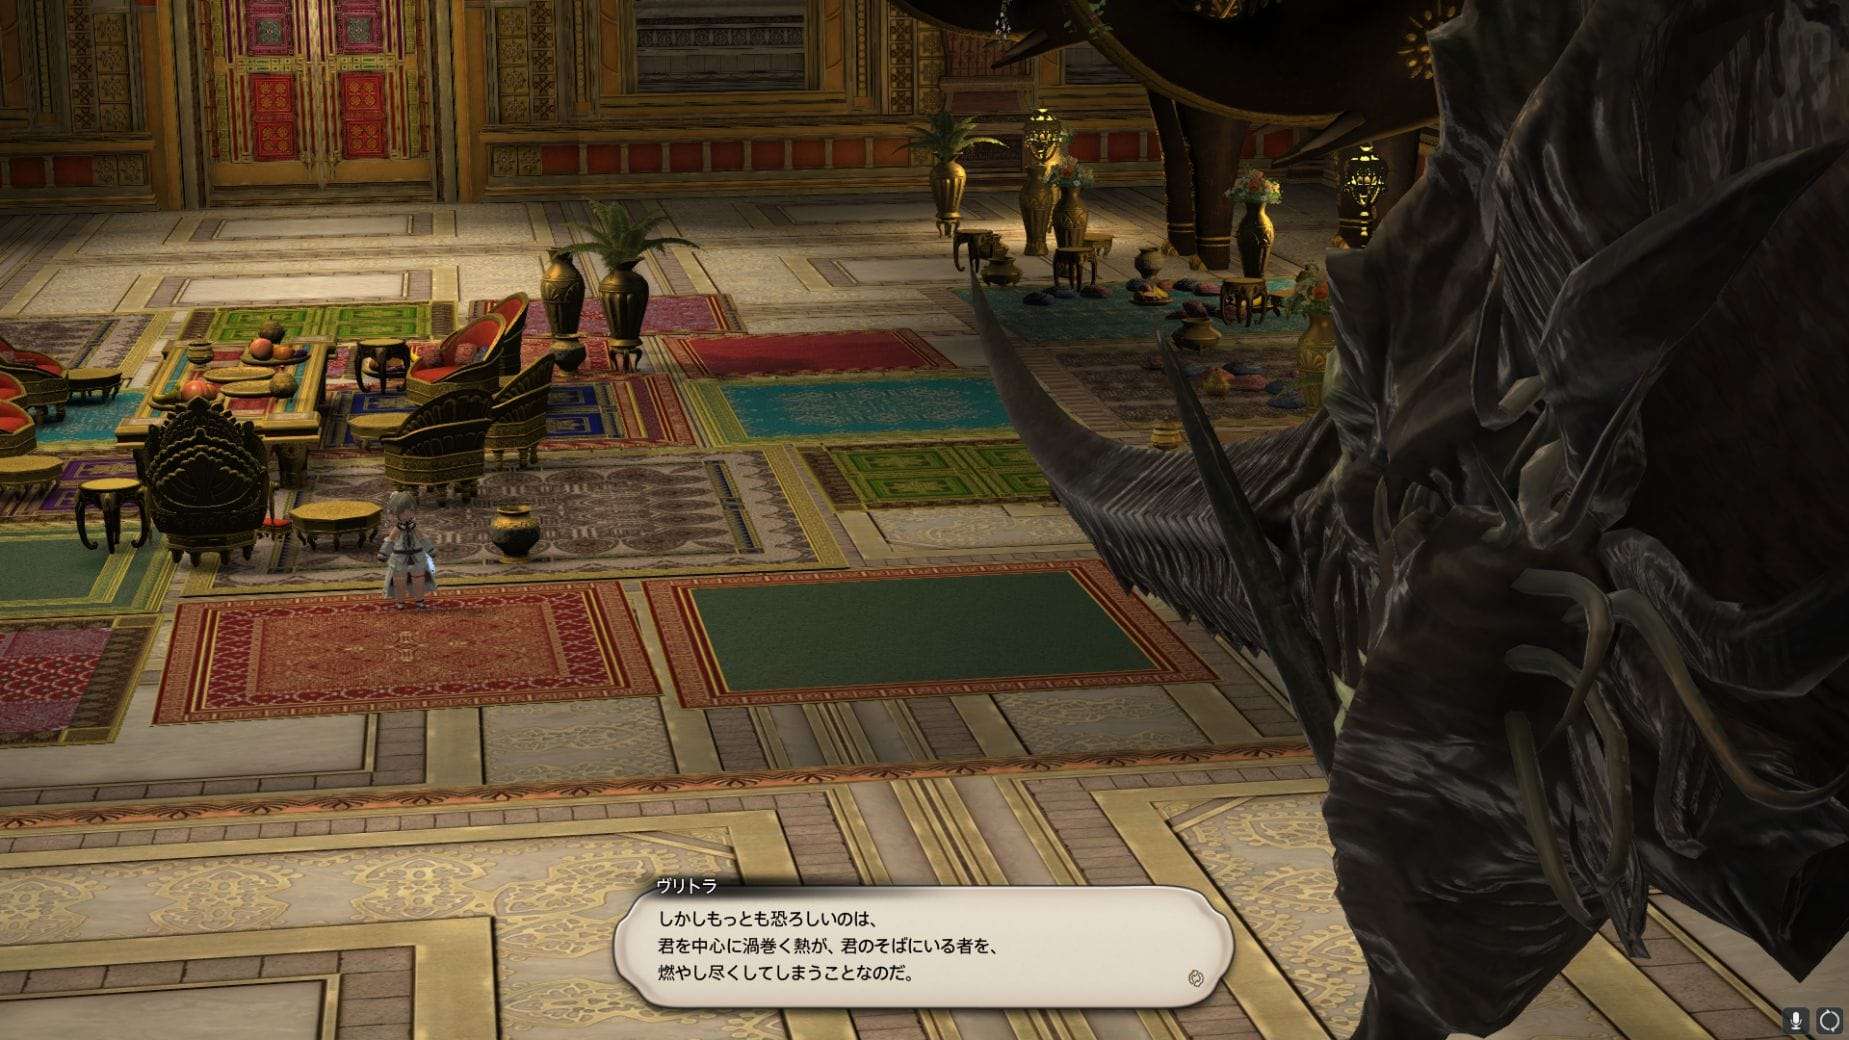 ヴリトラ
しかしもっとも恐ろしいのは、
君を中心に渦巻く熱が、君のそばにいる者を、
燃やし尽くしてしまうことなのだ。